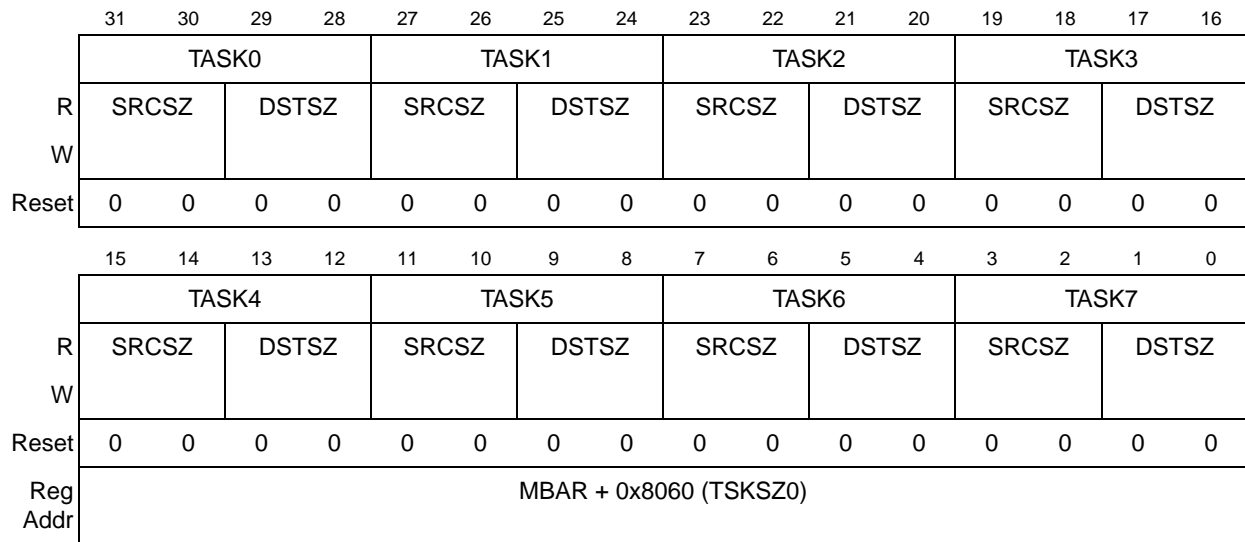 31 30 29 28 27 26 25 24 23 22 21 20 19 18 17 16
TASK0 TASK1 TASK2 TASK3
R SRCSZ DSTSZ SRCSZ DSTSZ SRCSZ DSTSZ SRCSZ DSTSZ
W
Reset 0 0 0 0 0 0 0 0 0 0 0 0 0 0 0 0
15 14 13 12 11 10 9 8 7 6 5 4 3 2 1 0
TASK4 TASK5 TASK6 TASK7
R SRCSZ DSTSZ SRCSZ DSTSZ SRCSZ DSTSZ SRCSZ DSTSZ
W
Reset 0 0 0 0 0 0 0 0 0 0 0 0 0 0 0 0
Reg MBAR + 0x8060 (TSKSZ0)
Addr